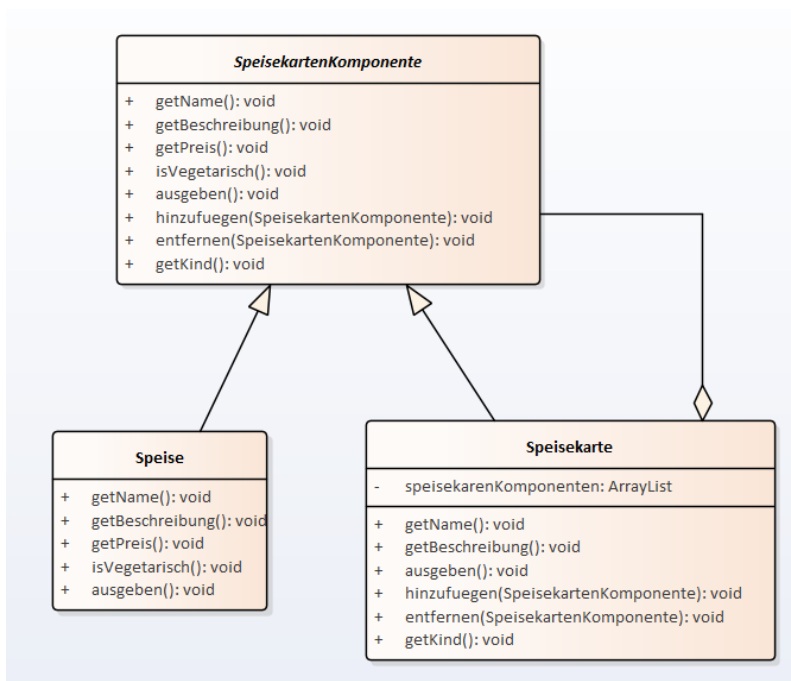 SpeisekartenKomponente
+ getName(): void
+ getBeschreibung(): void
+ getPreis(): void
+ isVegetarisch(): void
+ ausgeben(): void
+ hinzufuegen(SpeisekartenKomponente): void
+ entfernen(SpeisekartenKomponente): void
+ getKind(): void
Speise
+ getName(): void
+ getBeschreibung(): void
+ getPreis(): void
+ isVegetarisch(): void
+ ausgeben(): void
Speisekarte
- speisekarenKomponenten: ArrayList
+ getName(): void
+ getBeschreibung(): void
+ ausgeben(): void
+ hinzufuegen(SpeisekartenKomponente): void
+ entfernen(SpeisekartenKomponente): void
+ getKind(): void